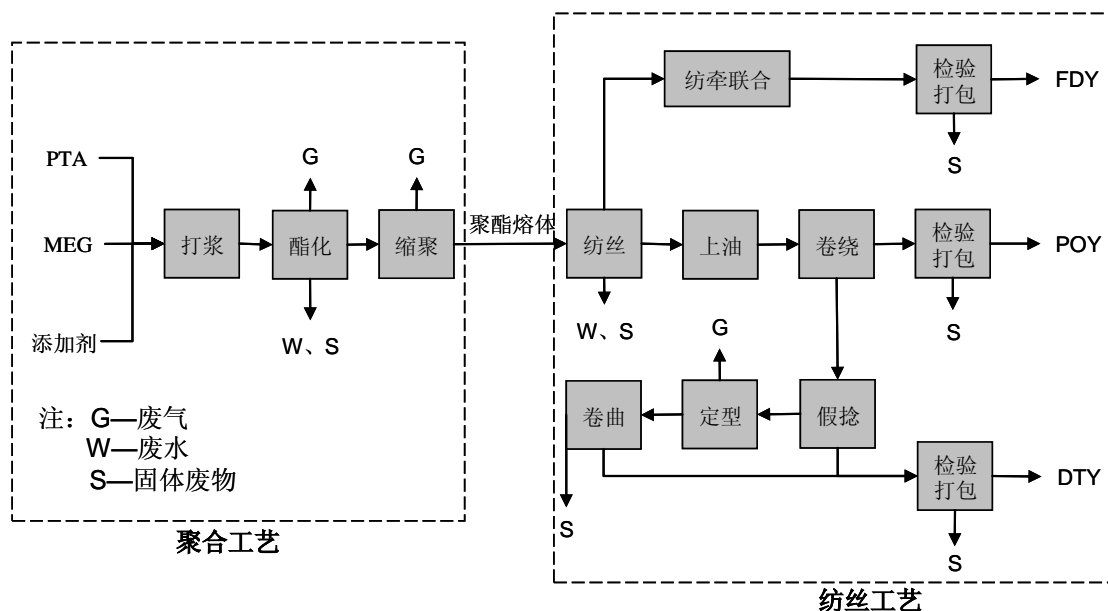 纺牵联合
检验
打包
FDY
S
PTA
MEG
添加剂
打浆
酯化
缩聚
G
G
W、S
聚酯熔体
纺丝
上油
卷绕
检验
打包
POY
W、S
S
G
卷曲
定型
假捻
S
检验
打包
DTY
S
注：G—废气
W—废水
S—固体废物
聚合工艺
纺丝工艺